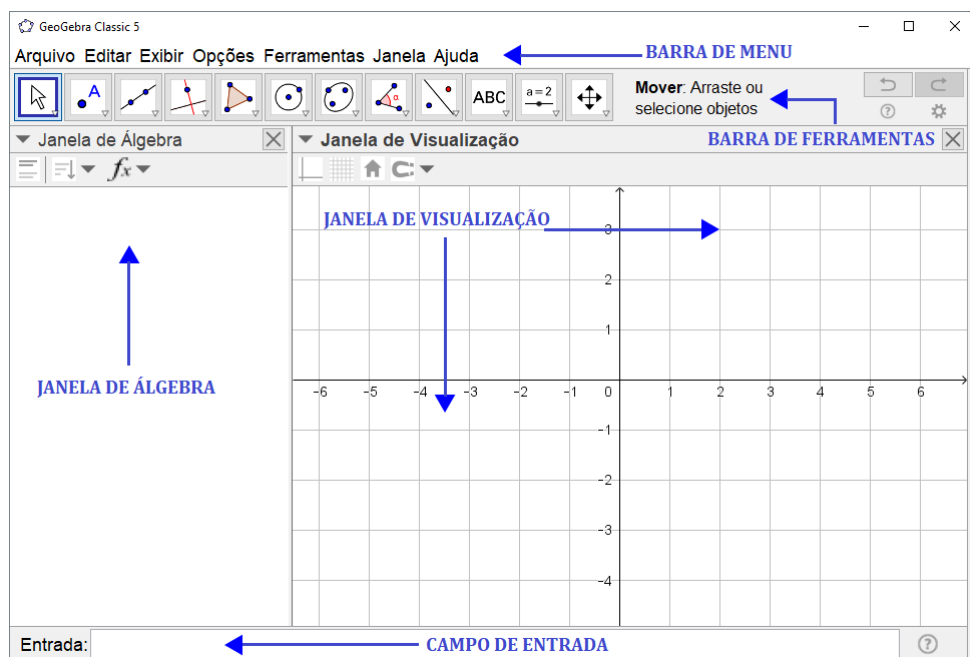 GeoGebra Classic 5
Arquivo Editar Exibir Opções Ferramentas Janela Ajuda
BARRA DE MENU
A
α
ABC
a=2
Mover: Arraste ou
selecione objetos
BARRA DE FERRAMENTAS
Janela de Álgebra
Janela de Visualização
fx
JANELA DE VISUALIZAÇÃO
3
2
1
-6 -5 -4 -3 -2 -1 0 1 2 3 4 5 6
-1
-2
-3
-4
JANELA DE ÁLGEBRA
Entrada:
CAMPO DE ENTRADA
?